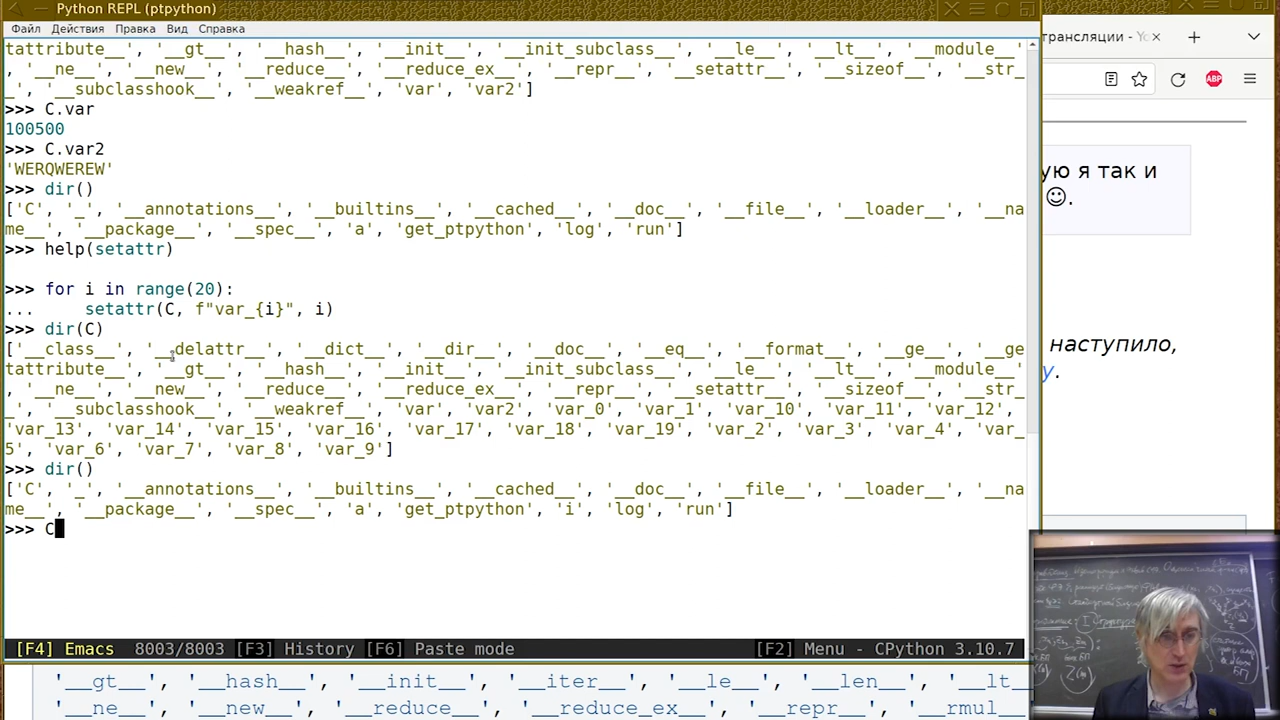 Python REPL (ptpython)
Файл Действия Правка Вид Справка
tattribute__', '__gt__', '__hash__', '__init__', '__init_subclass__', '__le__', '__lt__', '__module__'
, '__ne__', '__new__', '__reduce__', '__reduce_ex__', '__repr__', '__setattr__', '__sizeof__', '__str_
_', '__subclasshook__', '__weakref__', 'var', 'var2']
>>> C.var
100500
>>> C.var2
'WERQWEREW'
>>> dir()
['C', '_', '__annotations__', '__builtins__', '__cached__', '__doc__', '__file__', '__loader__', '__na
me__', '__package__', '__spec__', 'a', 'get_ptpython', 'log', 'run']
>>> help(setattr)
>>> for i in range(20):
...     setattr(C, f"var_{i}", i)
>>> dir(C)
['__class__', '__delattr__', '__dict__', '__dir__', '__doc__', '__eq__', '__format__', '__ge__', '__ge
tattribute__', '__gt__', '__hash__', '__init__', '__init_subclass__', '__le__', '__lt__', '__module__'
, '__ne__', '__new__', '__reduce__', '__reduce_ex__', '__repr__', '__setattr__', '__sizeof__', '__str_
_', '__subclasshook__', '__weakref__', 'var', 'var2', 'var_0', 'var_1', 'var_10', 'var_11', 'var_12',
'var_13', 'var_14', 'var_15', 'var_16', 'var_17', 'var_18', 'var_19', 'var_2', 'var_3', 'var_4', 'var_
5', 'var_6', 'var_7', 'var_8', 'var_9']
>>> dir()
['C', '_', '__annotations__', '__builtins__', '__cached__', '__doc__', '__file__', '__loader__', '__na
me__', '__package__', '__spec__', 'a', 'get_ptpython', 'i', 'log', 'run']
>>> C
[F4] Emacs 8003/8003 [F3] History [F6] Paste mode [F2] Menu - CPython 3.10.7
'__gt__', '__hash__', '__init__', '__iter__', '__le__', '__len__', '__lt_
'__ne__', '__new__', '__reduce__', '__reduce_ex__', '__repr__', '__rmul_
трансляции - Yo
ABP
ую я так и
☺.
наступило,
у.